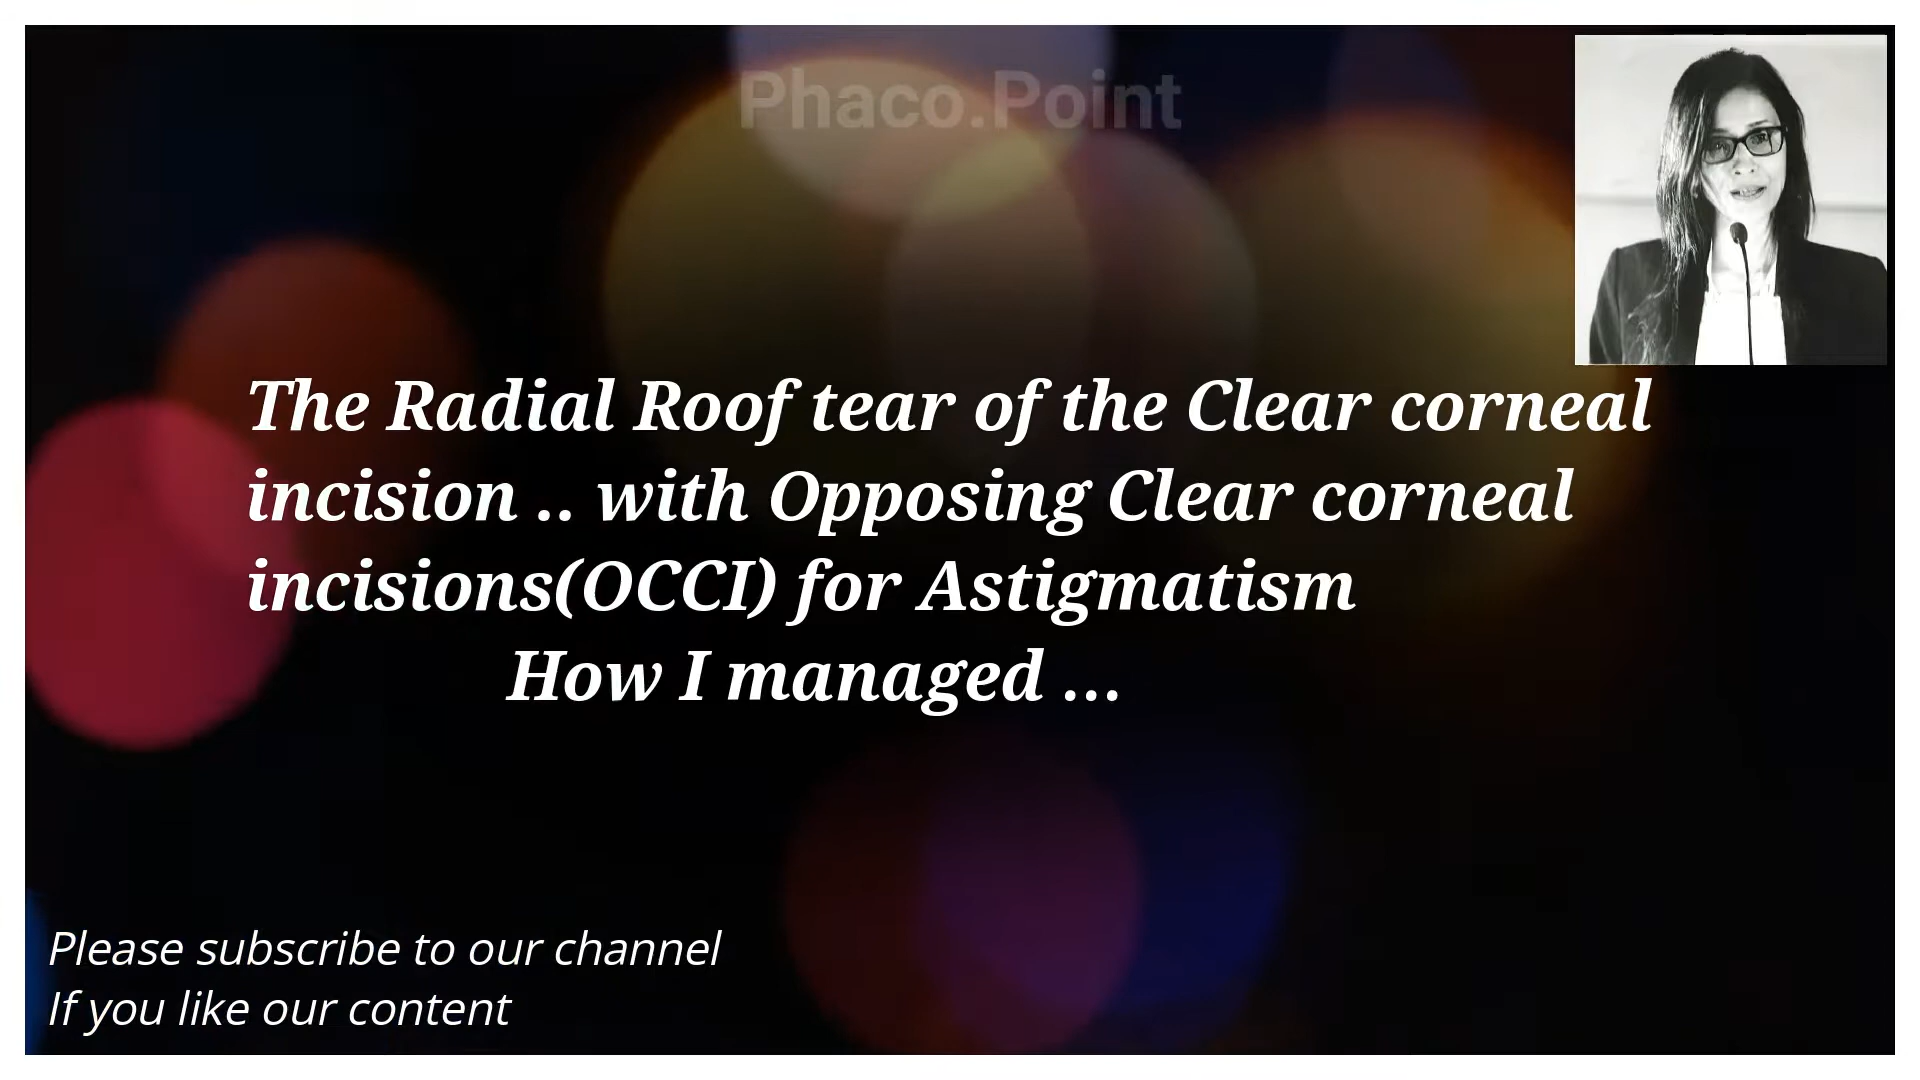 Phaco.Point
The Radial Roof tear of the Clear corneal
incision .. with Opposing Clear corneal
incisions(OCCI) for Astigmatism
How I managed ...
Please subscribe to our channel
If you like our content